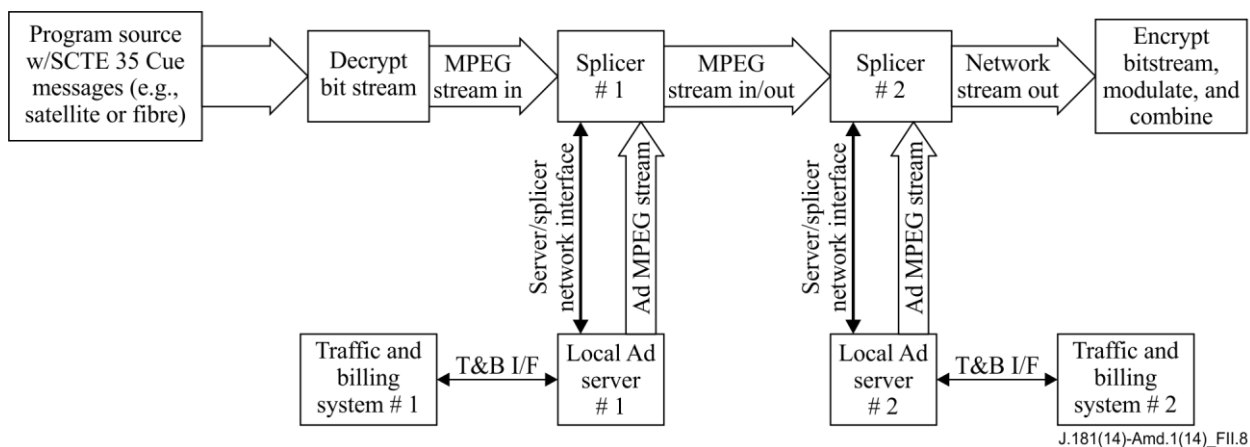 Program source
w/SCTE 35 Cue
messages (e.g.,
satellite or fibre)
Decrypt
bit stream
MPEG
stream in
Splicer
# 1
MPEG
stream in/out
Splicer
# 2
Network
stream out
Encrypt
bitstream,
modulate, and
combine
Server/splicer
network interface
Ad MPEG stream
Server/splicer
network interface
Ad MPEG stream
Traffic and
billing
system # 1
T&B I/F
Local Ad
server
# 1
Local Ad
server
# 2
T&B I/F
Traffic and
billing
system # 2
J.181(14)-Amd.1(14)_FII.8